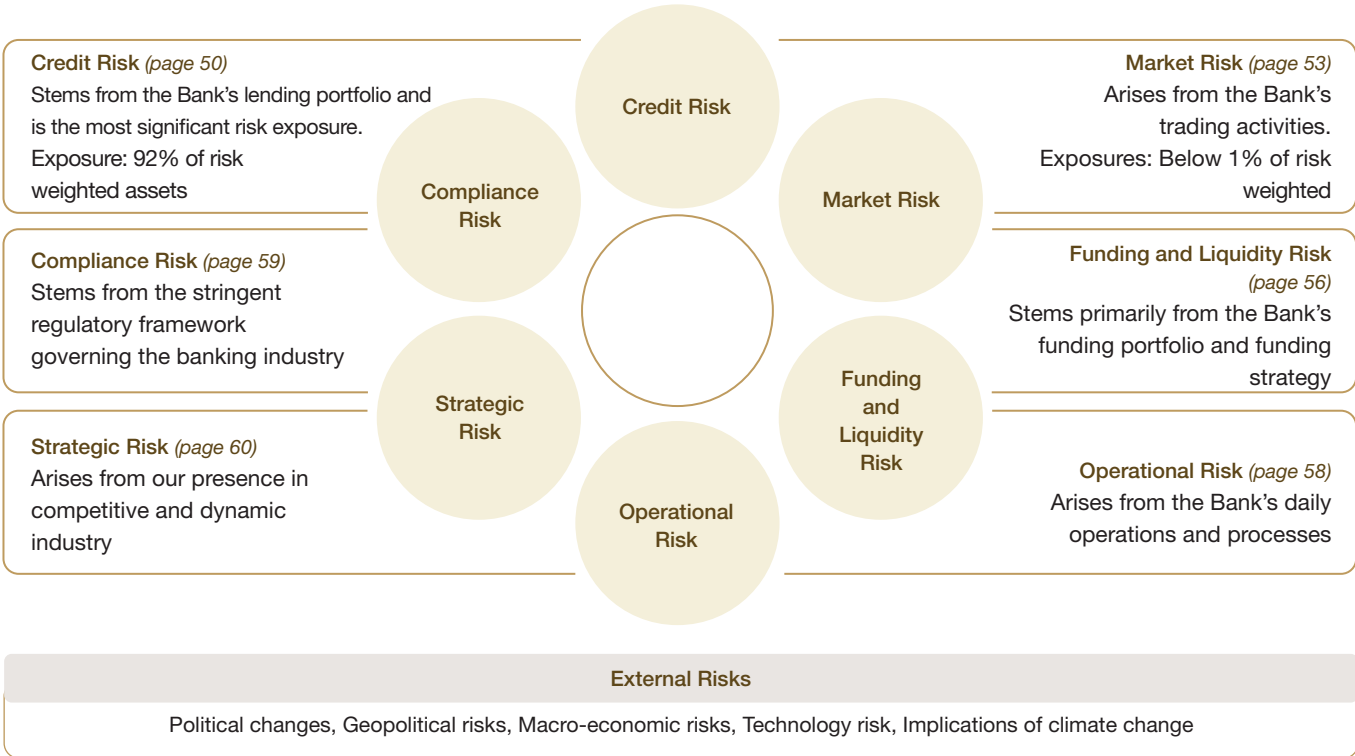 Credit Risk (page 50)
Stems from the Bank's lending portfolio and
is the most significant risk exposure.
Exposure: 92% of risk
weighted assets
Compliance Risk (page 59)
Stems from the stringent
regulatory framework
governing the banking industry
Strategic Risk (page 60)
Arises from our presence in
competitive and dynamic
industry
Credit Risk
Compliance
Risk
Market Risk
Strategic
Risk
Funding
and
Liquidity
Risk
Operational
Risk
Market Risk (page 53)
Arises from the Bank's
trading activities.
Exposures: Below 1% of risk
weighted
Funding and Liquidity Risk
(page 56)
Stems primarily from the Bank's
funding portfolio and funding
strategy
Operational Risk (page 58)
Arises from the Bank's daily
operations and processes
External Risks
Political changes, Geopolitical risks, Macro-economic risks, Technology risk, Implications of climate change